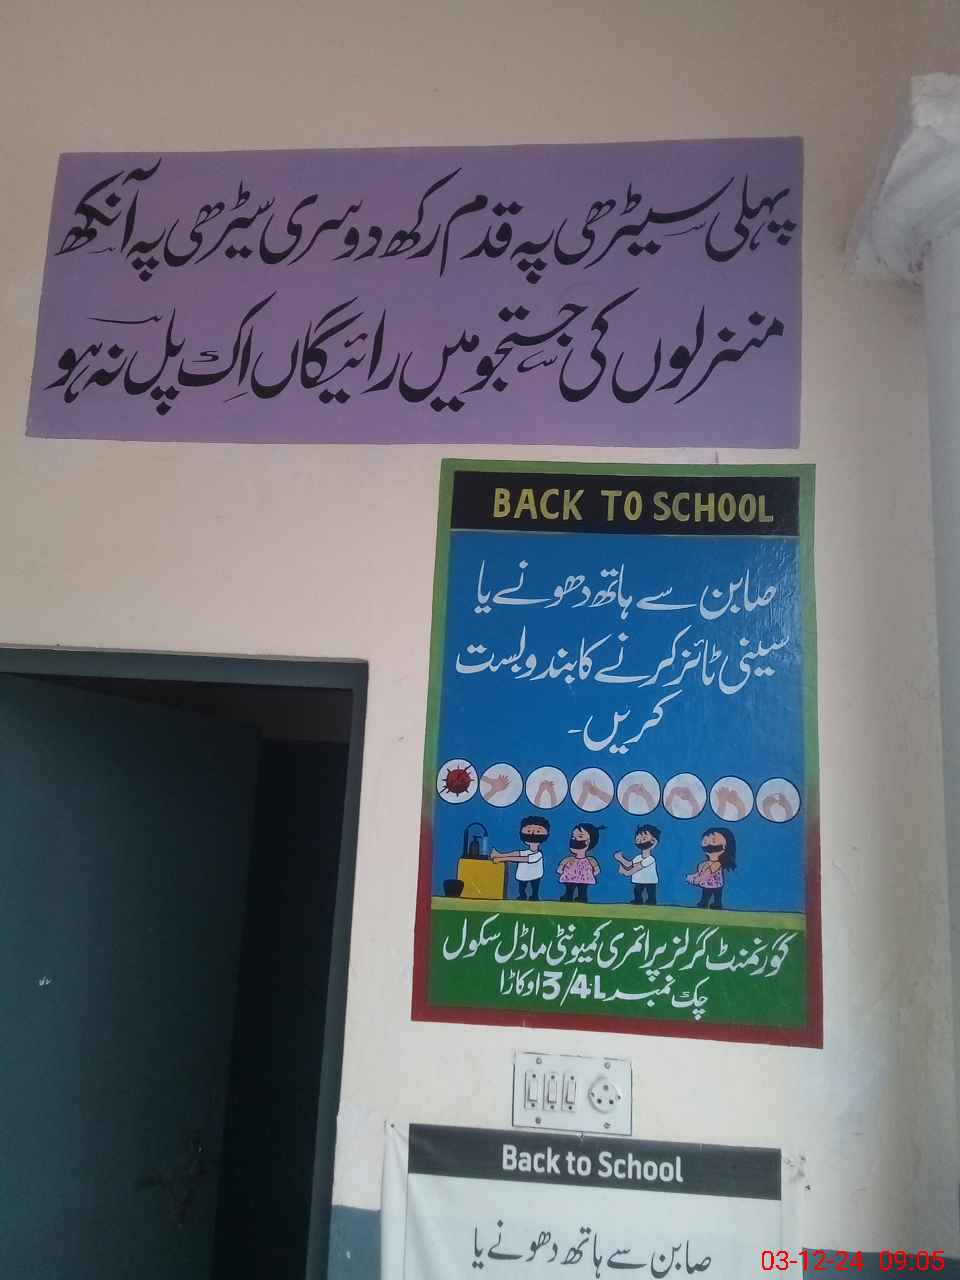 پہلی سیڑھی پہ قدم رکھ دوسری سیڑھی پہ آنکھ
منزلوں کی جستجو میں رائیگاں اک پل نہ ہو
BACK TO SCHOOL
صابن سے ہاتھ دھونے یا
سینی ٹائز کرنے کا بندوبست
کریں۔
گورنمنٹ گرلز پرائمری کمیونٹی ماڈل سکول
چک نمبر 3/4.L اوکاڑا
Back to School
صابن سے ہاتھ دھونے یا
03-12-24 09:05